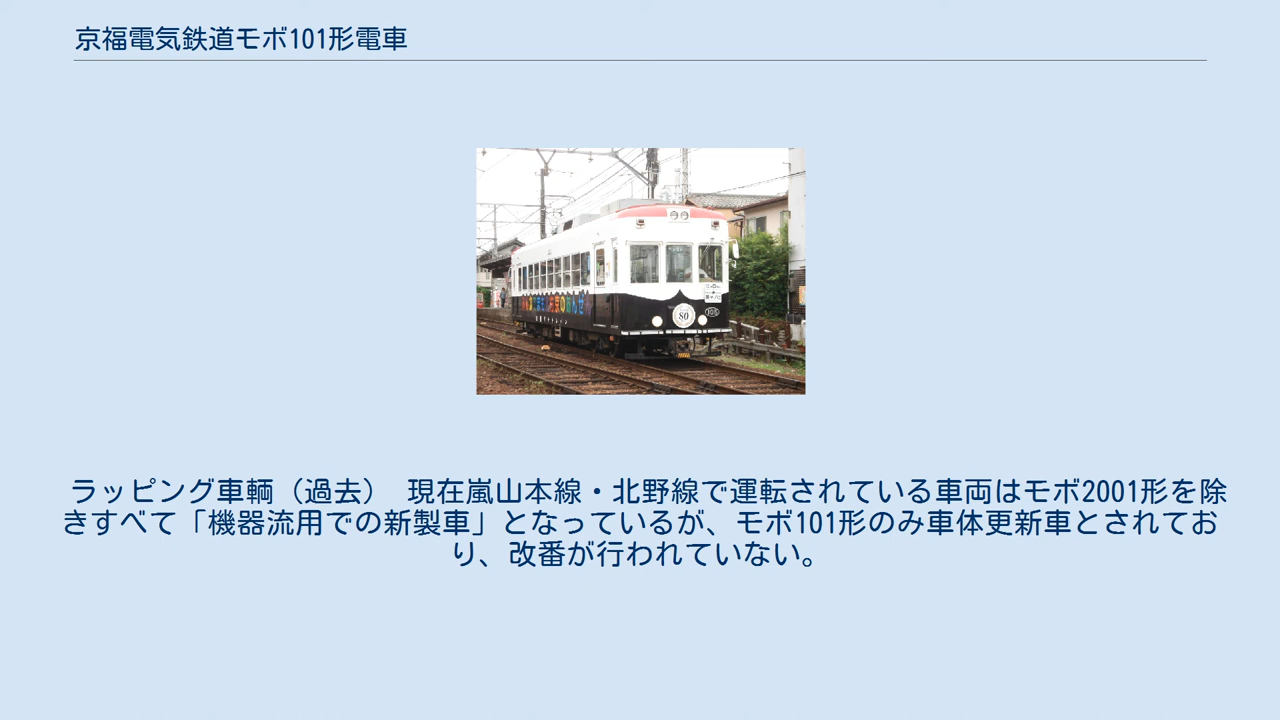 京福電気鉄道モボ101形電車
80
105
ラッピング車輌（過去） 現在嵐山本線・北野線で運転されている車両はモボ2001形を除
きすべて「機器流用での新製車」となっているが、モボ101形のみ車体更新車とされてお
り、改番が行われていない。